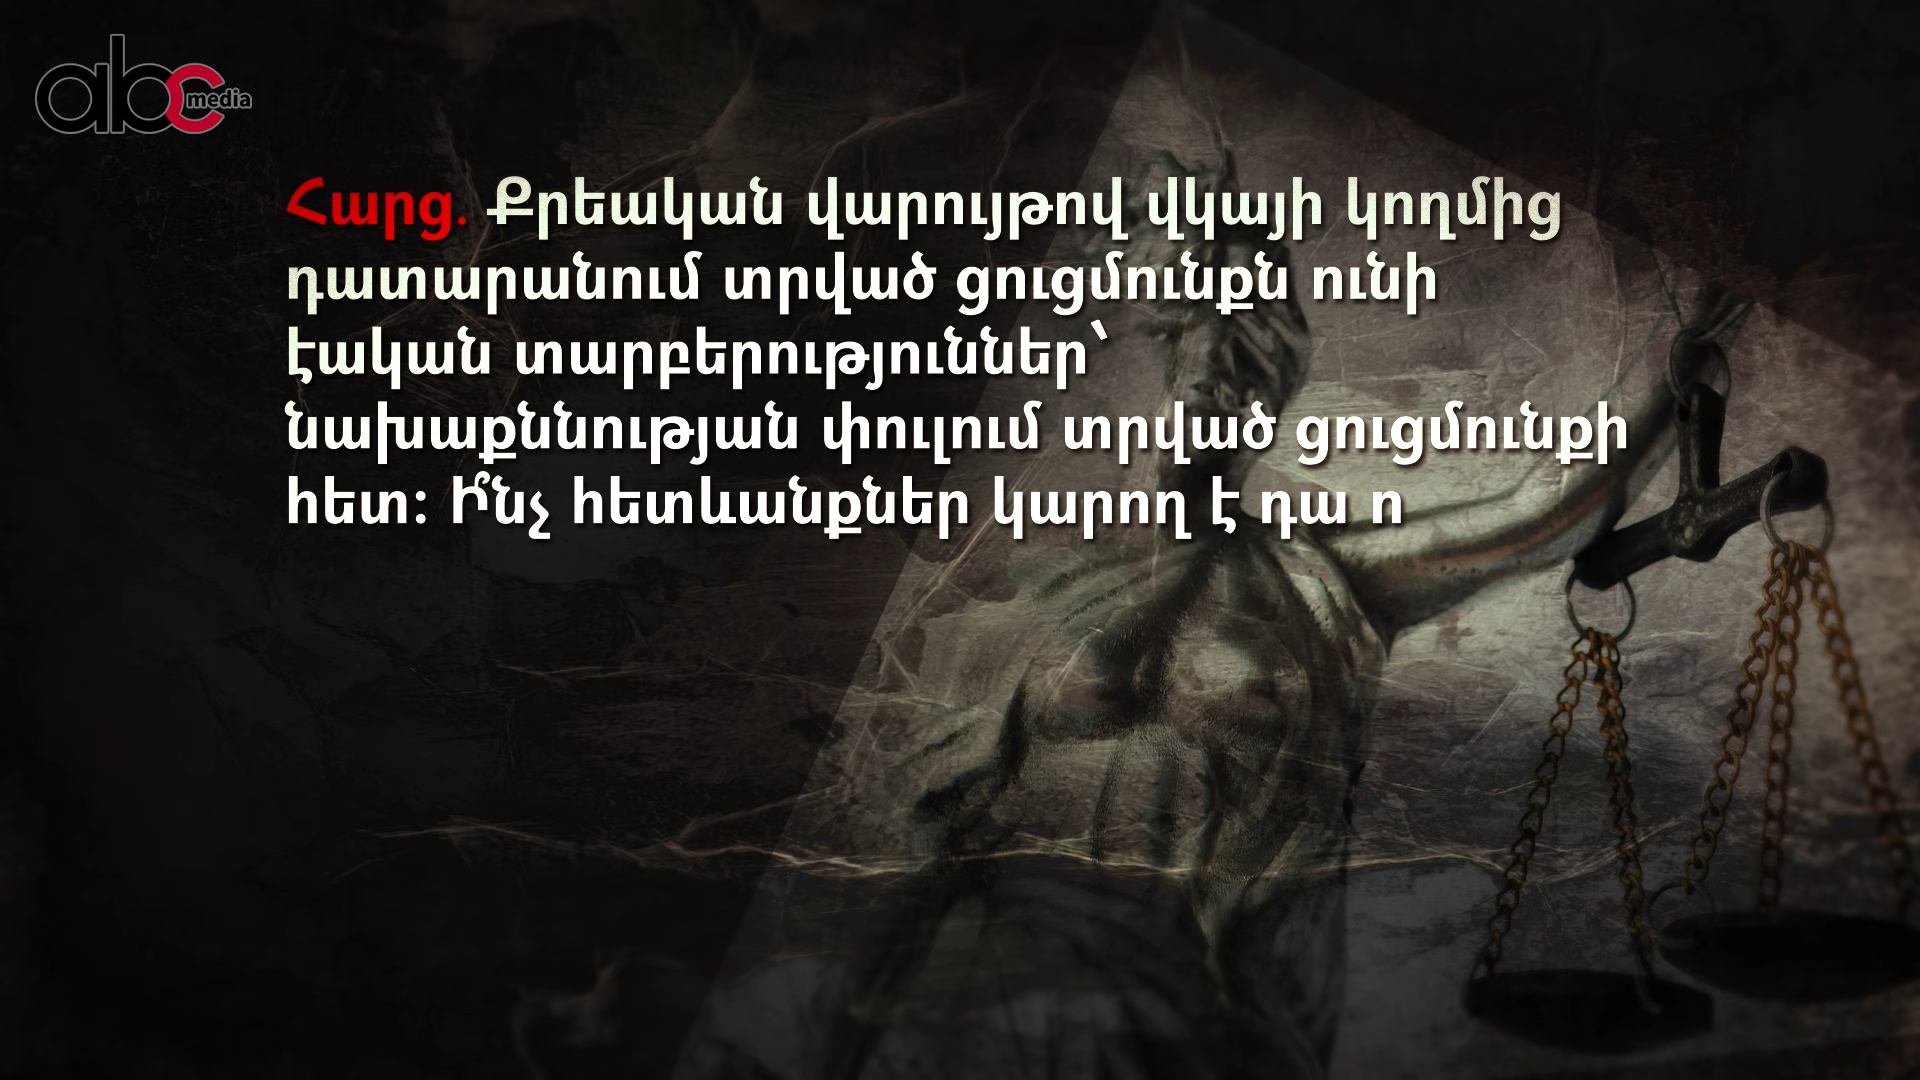 abc media
Հարց. Քրեական վարույթով վկայի կողմից
դատարանում տրված ցուցմունքն ունի
էական տարբերություններ՝
նախաքննության փուլում տրված ցուցմունքի
հետ: Ի՞նչ հետևանքներ կարող է դա ո